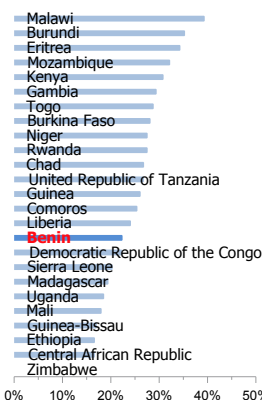 Malawi
Burundi
Eritrea
Mozambique
Kenya
Gambia
Togo
Burkina Faso
Niger
Rwanda
Chad
United Republic of Tanzania
Guinea
Comoros
Liberia
Benin
Democratic Republic of the Congo
Sierra Leone
Madagascar
Uganda
Mali
Guinea-Bissau
Ethiopia
Central African Republic
Zimbabwe
0% 10% 20% 30% 40% 50%